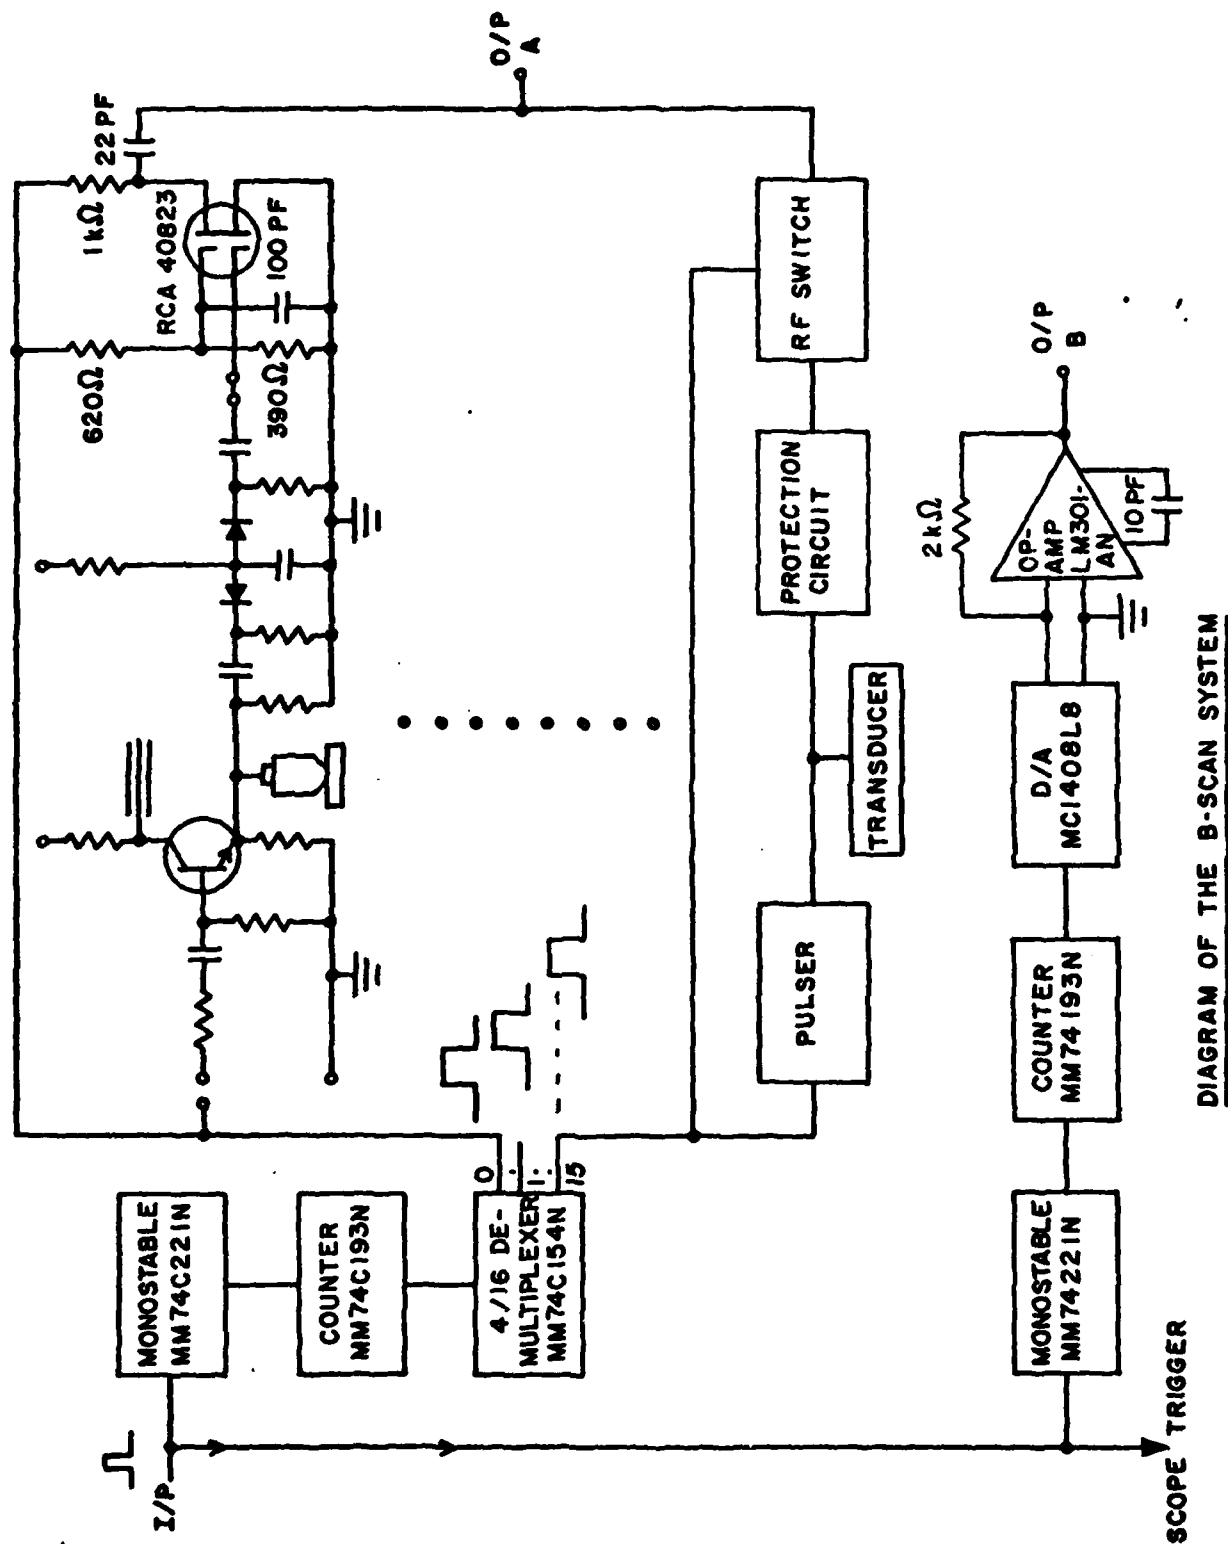 I/P
MONOSTABLE
MM74C221N
COUNTER
MM74C193N
4/16 DE-
MULTIPLEXER
MM74C154N
0
1
15
620Ω
1kΩ
22PF
RCA 40823
390Ω
100PF
O/P
A
PULSER
TRANSDUCER
PROTECTION
CIRCUIT
RF SWITCH
MONOSTABLE
MM74221N
COUNTER
MM74193N
D/A
MC1408L8
OP-
AMP
LM301-
AN
2kΩ
10PF
O/P
B
SCOPE TRIGGER
DIAGRAM OF THE B-SCAN SYSTEM